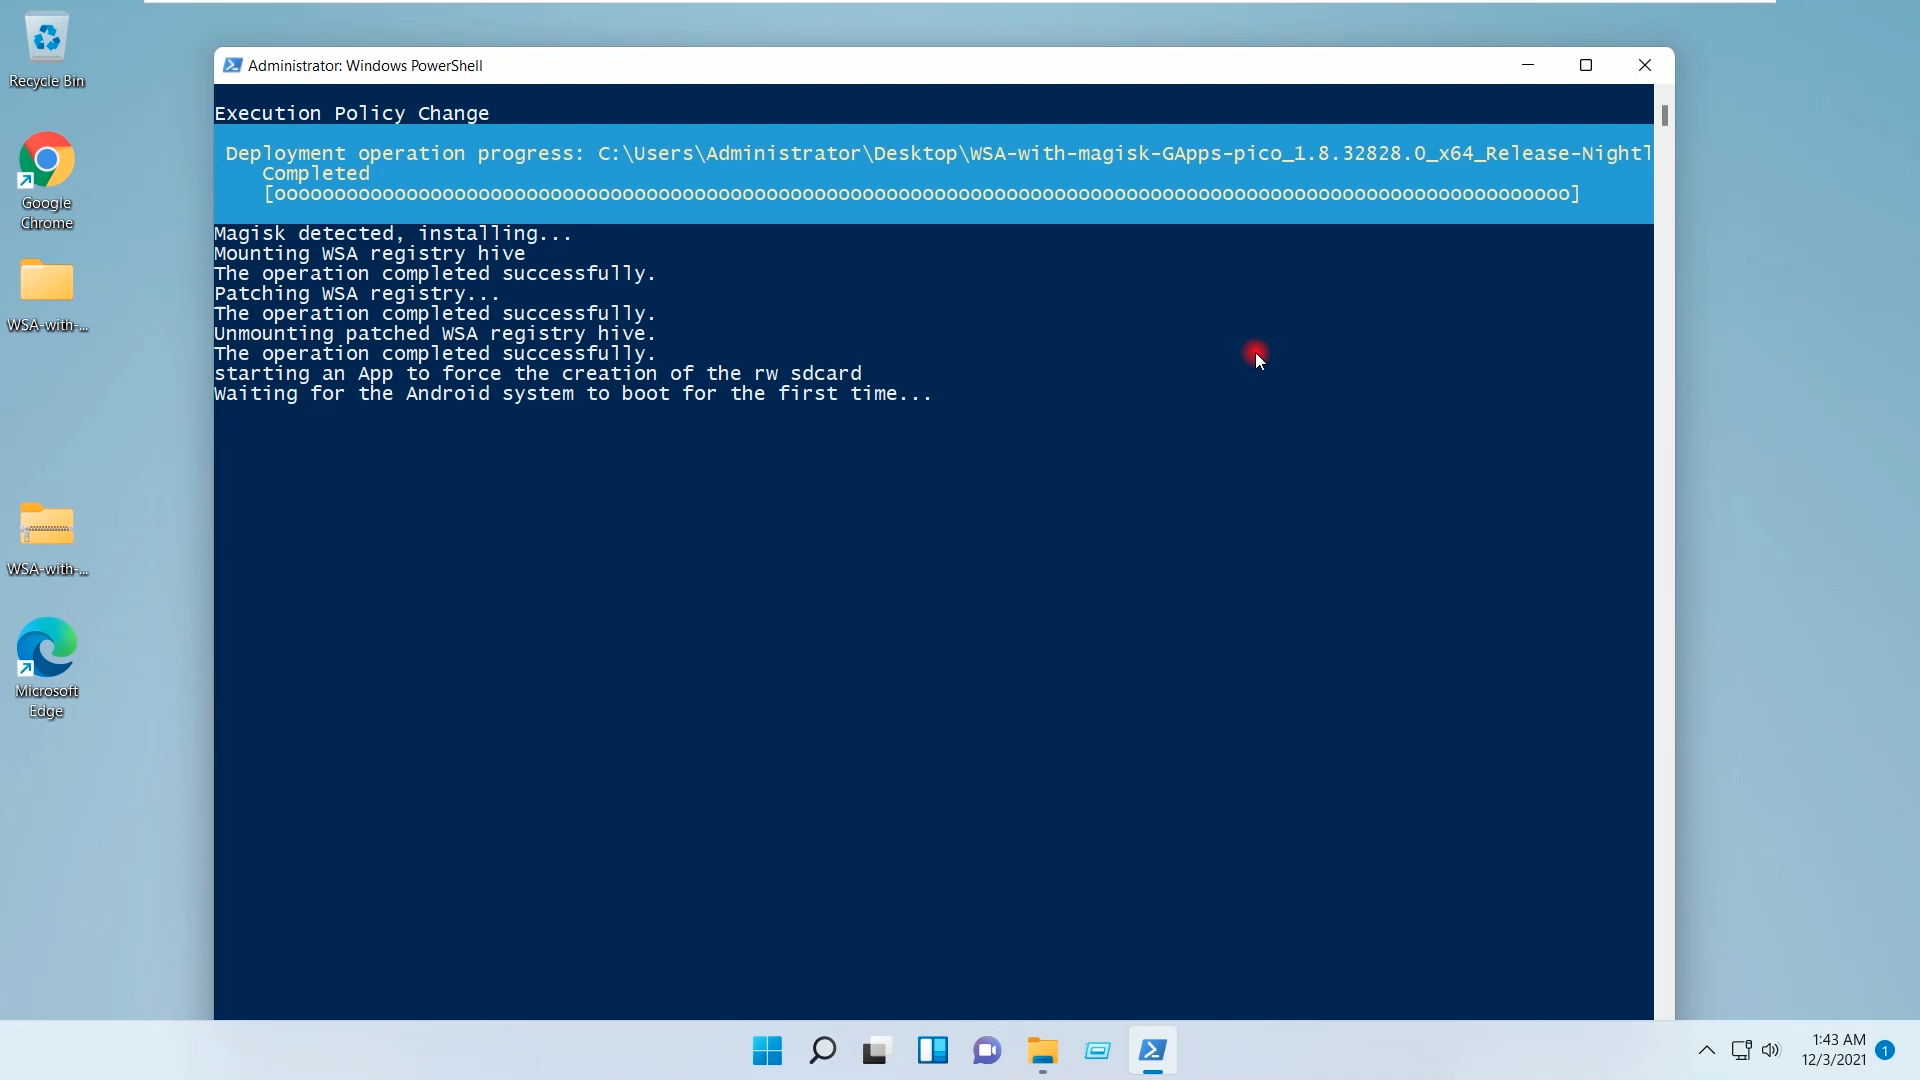 Recycle Bin
Google
Chrome
WSA-with-...
WSA-with-...
Microsoft
Edge
Administrator: Windows PowerShell
Execution Policy Change
Deployment operation progress: C:\Users\Administrator\Desktop\WSA-with-magisk-GApps-pico_1.8.32828.0_x64_Release-Nightl
Completed
[oooooooooooooooooooooooooooooooooooooooooooooooooooooooooooooooooooooooooooooooooooooooooooooooooooooooooooo]
Magisk detected, installing...
Mounting WSA registry hive
The operation completed successfully.
Patching WSA registry...
The operation completed successfully.
Unmounting patched WSA registry hive.
The operation completed successfully.
starting an App to force the creation of the rw sdcard
Waiting for the Android system to boot for the first time...
1:43 AM
12/3/2021
1